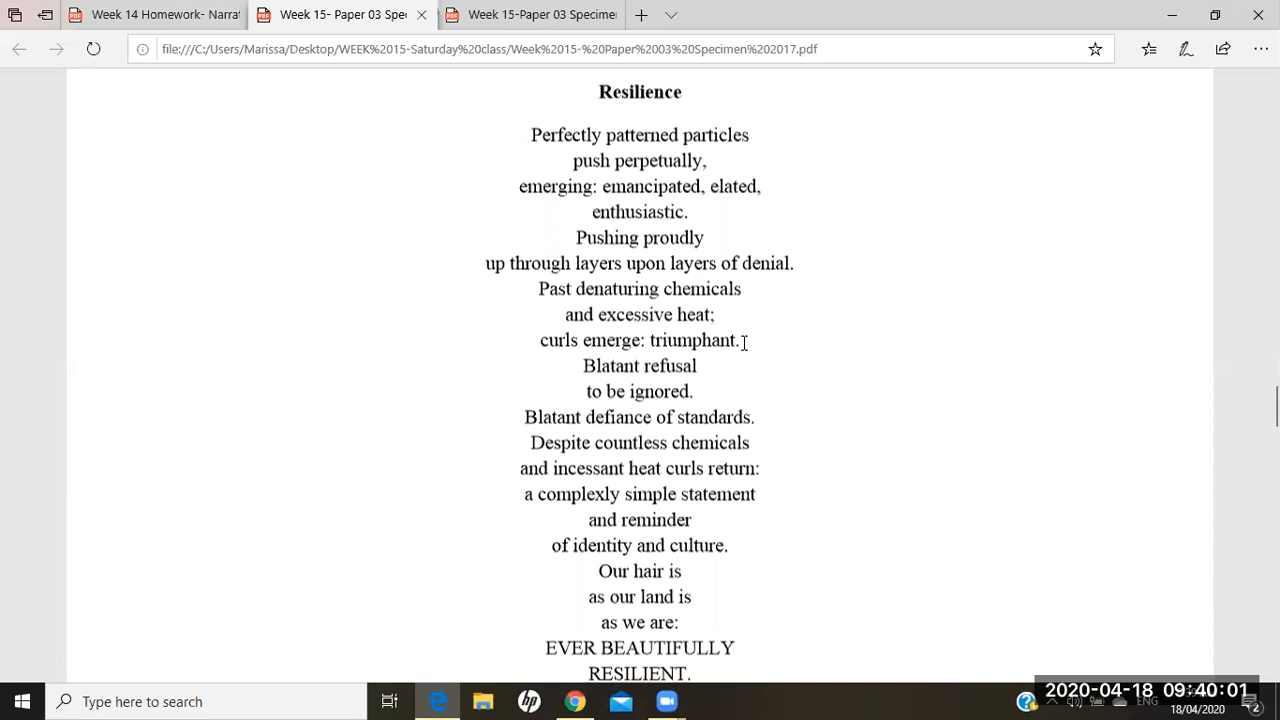 Week 14 Homework- Narrat
Week 15- Paper 03 Spec
Week 15-Paper 03 Specimen
file:///C:/Users/Marissa/Desktop/WEEK%2015-Saturday%20class/Week%2015-%20Paper%2003%20Specimen%202017.pdf
Resilience
Perfectly patterned particles
push perpetually,
emerging: emancipated, elated,
enthusiastic.
Pushing proudly
up through layers upon layers of denial.
Past denaturing chemicals
and excessive heat;
curls emerge: triumphant.
Blatant refusal
to be ignored.
Blatant defiance of standards.
Despite countless chemicals
and incessant heat curls return:
a complexly simple statement
and reminder
of identity and culture.
Our hair is
as our land is
as we are:
EVER BEAUTIFULLY
RESILIENT.
Type here to search
ENG
2020-04-18 09:40:01
18/04/2020
2